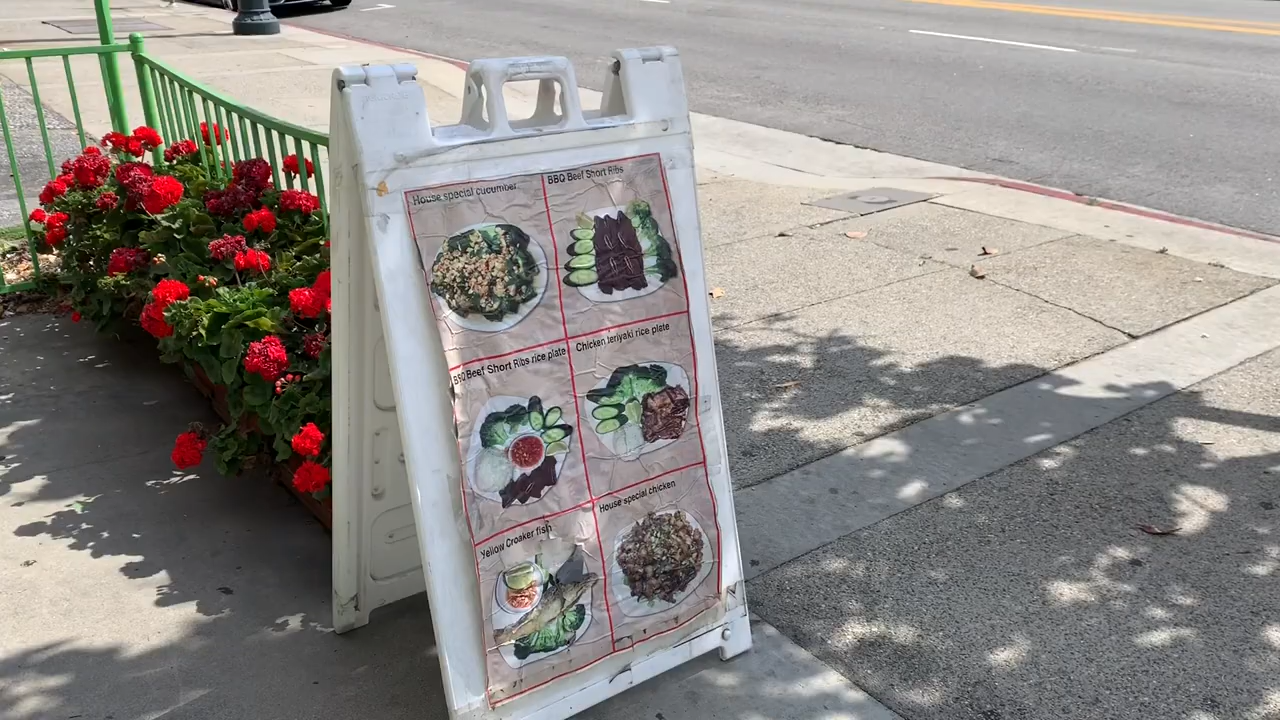 House special cucumber
BBQ Beef Short Ribs
BBQ Beef Short Ribs rice plate
Chicken teriyaki rice plate
Yellow Croaker fish
House special chicken